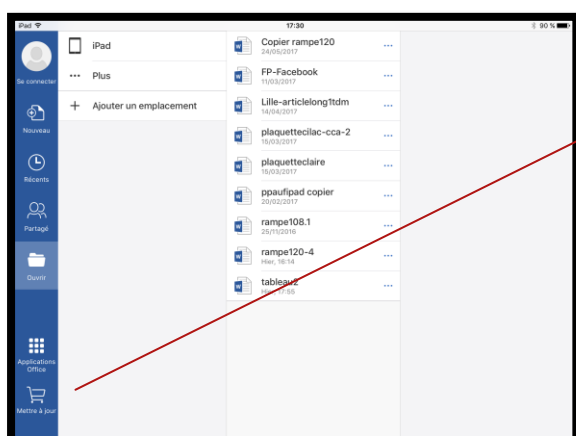 iPad 17:30 90 %
Se connecter
Nouveau
Récents
Partagé
Ouvrir
Applications
Office
Mettre à jour
iPad
Plus
Ajouter un emplacement
Copier rampe120
24/05/2017
FP-Facebook
11/03/2017
Lille-articlelong1tdm
14/04/2017
plaquettecilac-cca-2
15/03/2017
plaquetteclaire
15/03/2017
ppaufipad copier
20/02/2017
rampe108.1
25/11/2016
rampe120-4
Hier, 16:14
tableau2
Hier, 17:55